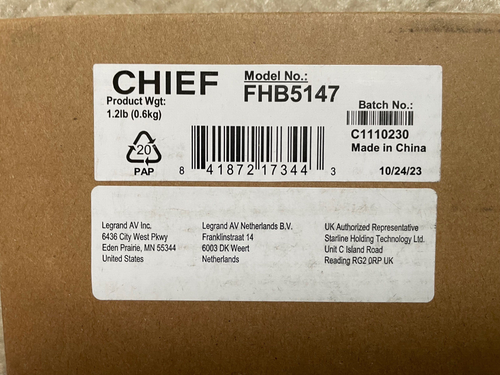 CHIEF
Model No.:
FHB5147
Product Wgt:
1.2lb (0.6kg)
Batch No.:
C1110230
Made in China
20
PAP
8 41872 17344 3
10/24/23
Legrand AV Inc.
6436 City West Pkwy
Eden Prairie, MN 55344
United States
Legrand AV Netherlands B.V.
Franklinstraat 14
6003 DK Weert
Netherlands
UK Authorized Representative
Starline Holding Technology Ltd.
Unit C Island Road
Reading RG2 0RP UK